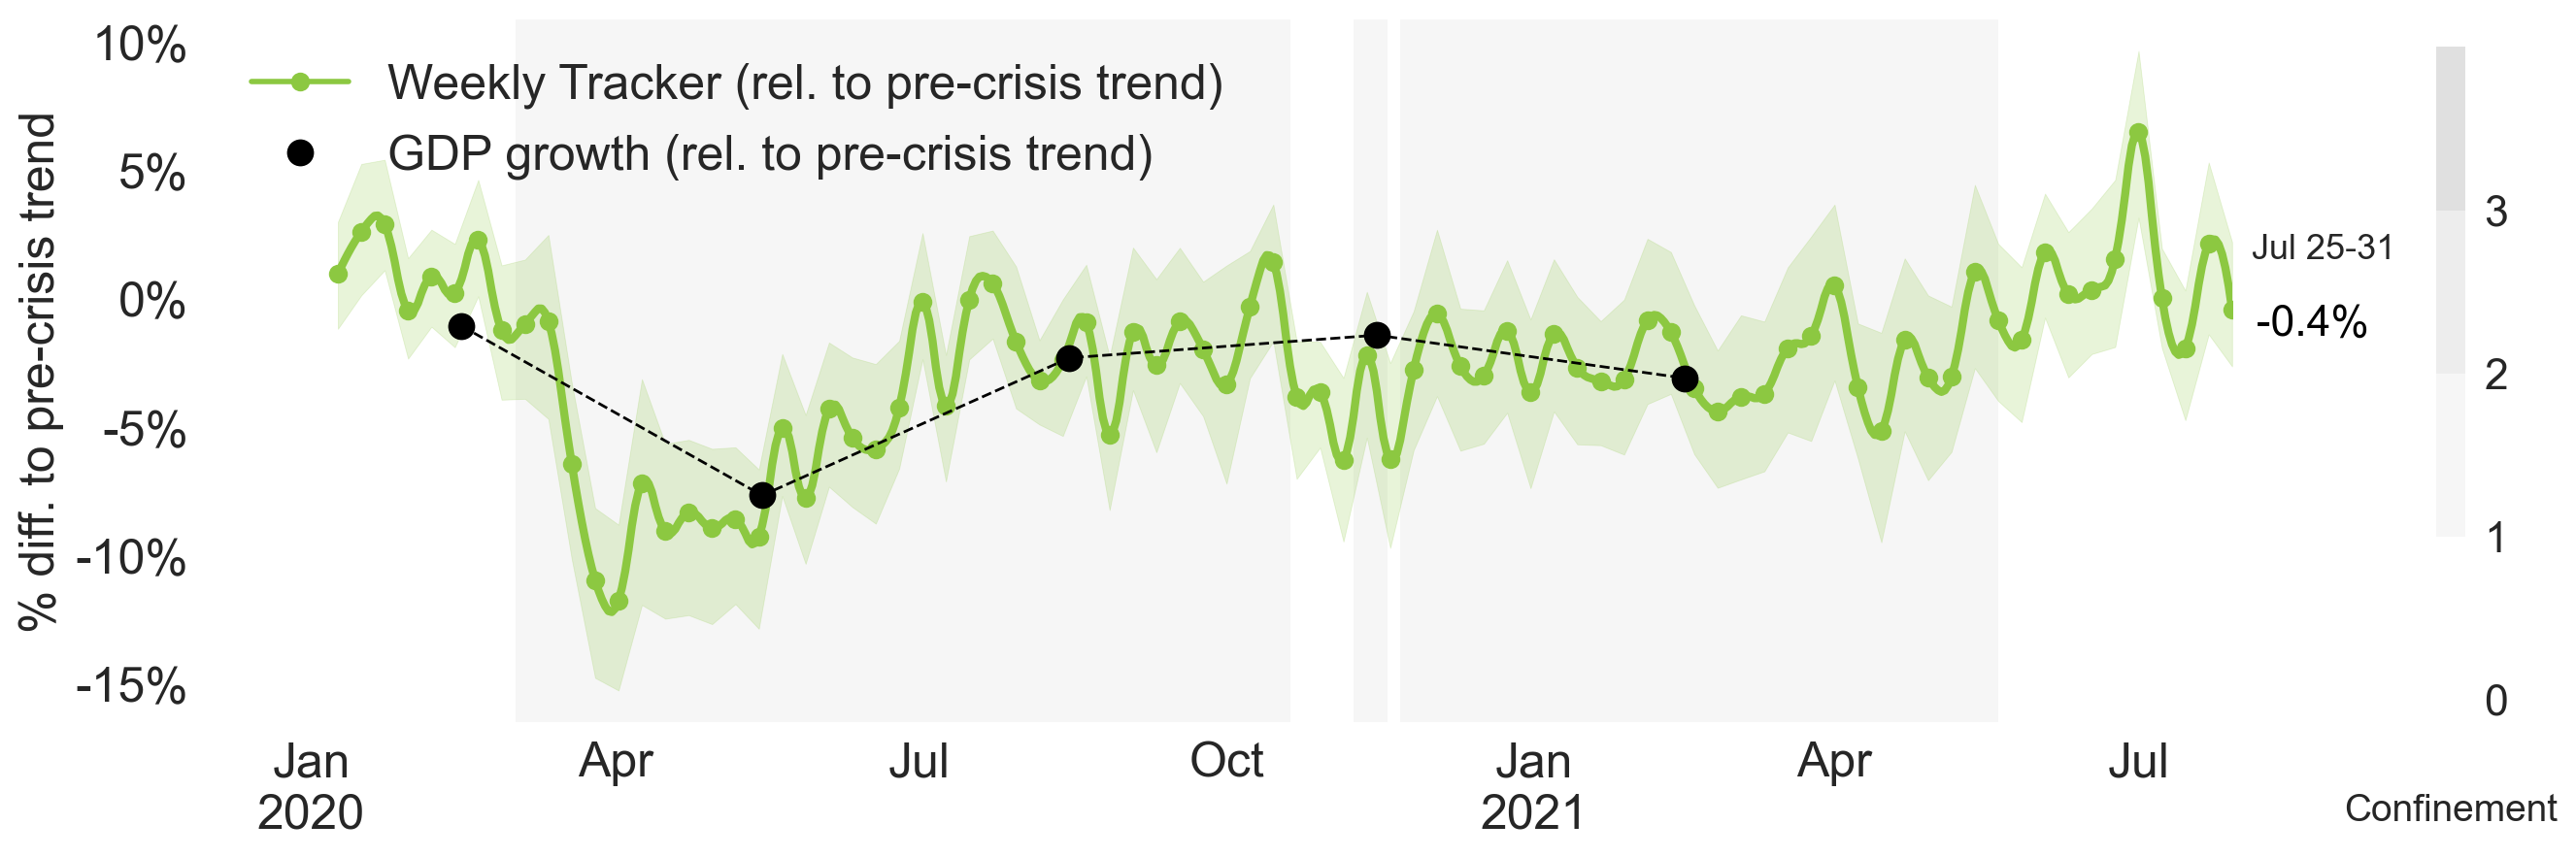 % diff. to pre-crisis trend
10%
5%
0%
-5%
-10%
-15%
Weekly Tracker (rel. to pre-crisis trend)
GDP growth (rel. to pre-crisis trend)
Jul 25-31
-0.4%
3
2
1
0
Jan
2020
Apr
Jul
Oct
Jan
2021
Apr
Jul
Confinement